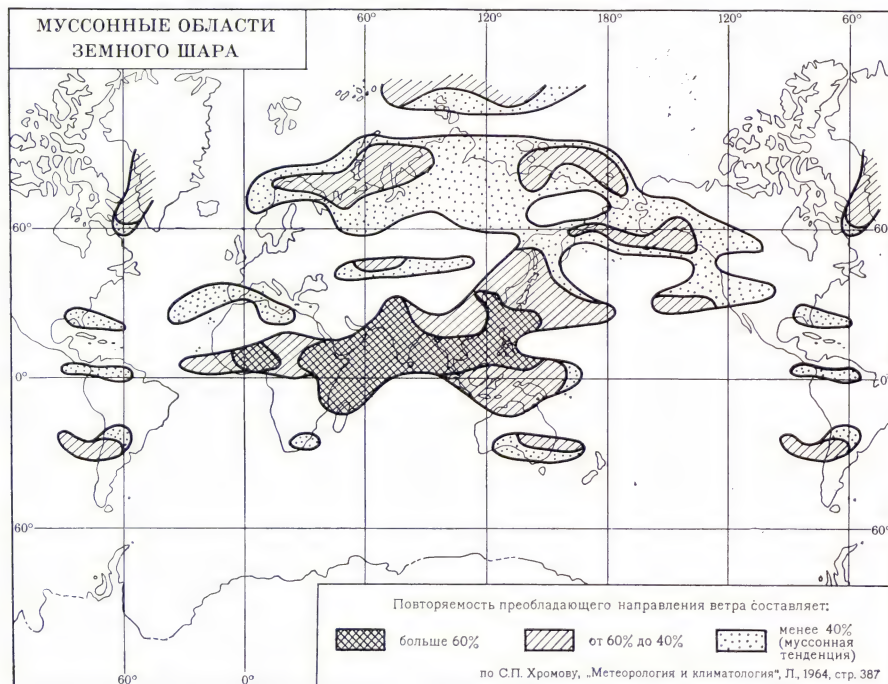 МУССОННЫЕ ОБЛАСТИ
ЗЕМНОГО ШАРА
60° 120° 180° 60°
60° 60°
0° 0°
60° 60°
60° 0°
Повторяемость преобладающего направления ветра составляет:
больше 60%
от 60% до 40%
менее 40%
(муссонная
тенденция)
по С.П. Хромову, „Метеорология и климатология", Л., 1964, стр. 387